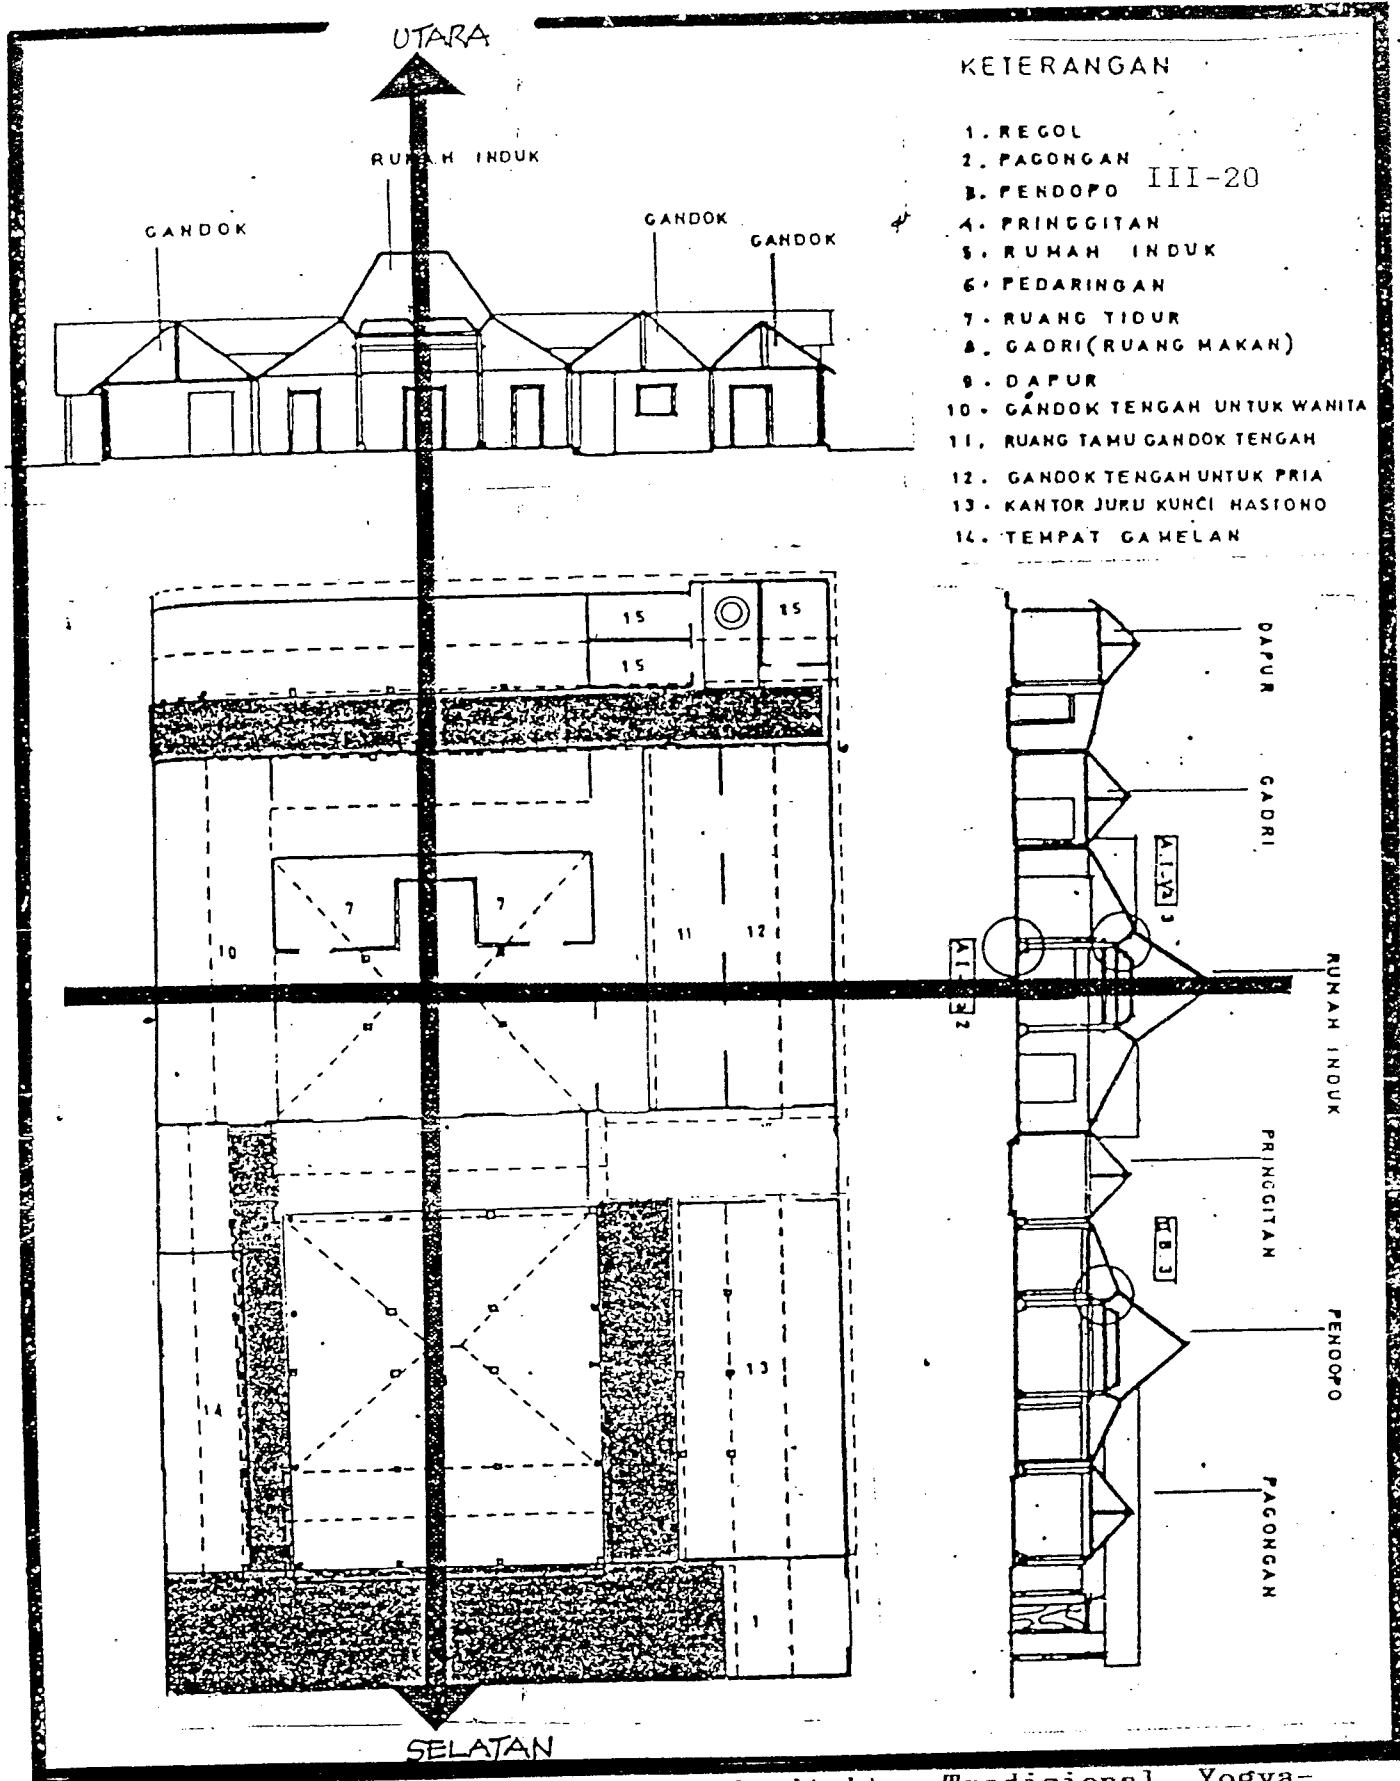 UTARA
RUMAH INDUK
GANDOK
GANDOK
GANDOK
KETERANGAN
1. REGOL
2. PAGONGAN
III-20
3. PENDOPO
4. PRINGGITAN
5. RUMAH INDUK
6. PEDARINGAN
7. RUANG TIDUR
8. GADRI (RUANG MAKAN)
9. DAPUR
10. GANDOK TENGAH UNTUK WANITA
11. RUANG TAMU GANDOK TENGAH
12. GANDOK TENGAH UNTUK PRIA
13. KANTOR JURU KUNCI HASTONO
14. TEMPAT GAMELAN
15
15
15
7
7
10
11
12
13
14
1
DAPUR
GADRI
RUMAH INDUK
PRINGGITAN
PENDOPO
PAGONGAN
SELATAN
Tradisional Yogya-